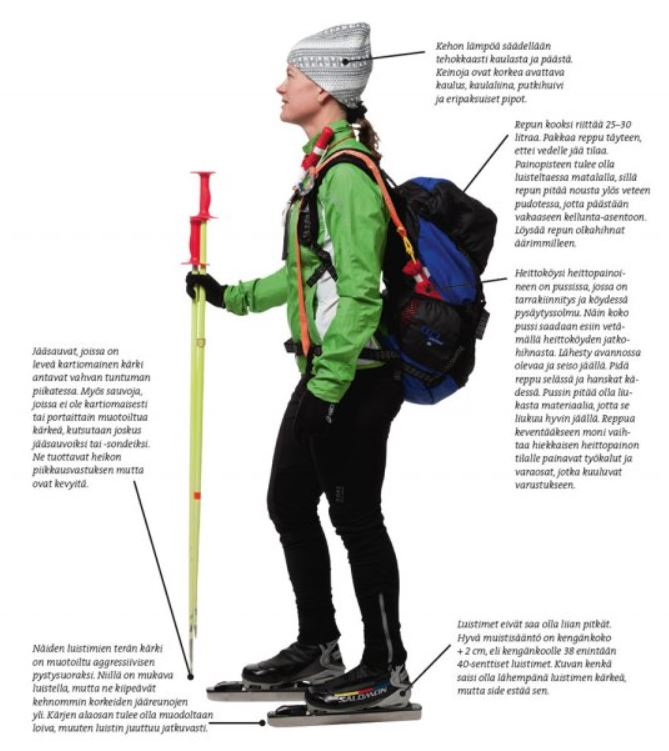 Kehon lämpöä säädellään
tehokkaasti kaulasta ja päästä.
Keinoja ovat korkea avattava
kaulus, kaulaliina, putkihuivi
ja eripaksuiset pipot.
Repun kooksi riittää 25–30
litraa. Pakkaa reppu täyteen,
ettei vedelle jää tilaa.
Painopisteen tulee olla
luisteltaessa matalalla, sillä
repun pitää nousta ylös veteen
pudotessa, jotta päästään
vakaaseen kellunta-asentoon.
Löysää repun olkahihnat
äärimmilleen.
Heittoköysi heittopainoi-
neen on pussissa, jossa on
tarrakiinnitys ja köydessä
pysäytyssolmu. Näin koko
pussi saadaan esiin vetä-
mällä heittoköyden jatko-
hihnasta. Lähesty avannossa
olevaa ja seiso jäällä. Pidä
reppu selässä ja hanskat kä-
dessä. Pussin pitää olla liu-
kasta materiaalia, jotta se
liukuu hyvin jäällä. Reppua
keventääkseen moni vaih-
taa hiekkaisen heittopainon
tilalle painavat työkalut ja
varaosat, jotka kuuluvat
varustukseen.
Jääsauvat, joissa on
leveä kartiomainen kärki
antavat vahvan tuntuman
piikatessa. Myös sauvoja,
joissa ei ole kartiomaisesti
tai portaittain muotoiltua
kärkeä, kutsutaan joskus
jääsauvoiksi tai -sondeiksi.
Ne tuottavat heikon
piikkausvastuksen mutta
ovat kevyitä.
Näiden luistimien terän kärki
on muotoiltu aggressiivisen
pystysuoraksi. Niillä on mukava
luistella, mutta ne kiipeävät
kehnommin korkeiden jääreunojen
yli. Kärjen alaosan tulee olla muodoltaan
loiva, muuten luistin juuttuu jatkuvasti.
Luistimet eivät saa olla liian pitkät.
Hyvä muistisääntö on kengänkoko
+ 2 cm, eli kengänkoolle 38 enintään
40-senttiset luistimet. Kuvan kenkä
saisi olla lähempänä luistimen kärkeä,
mutta side estää sen.
SALOMON